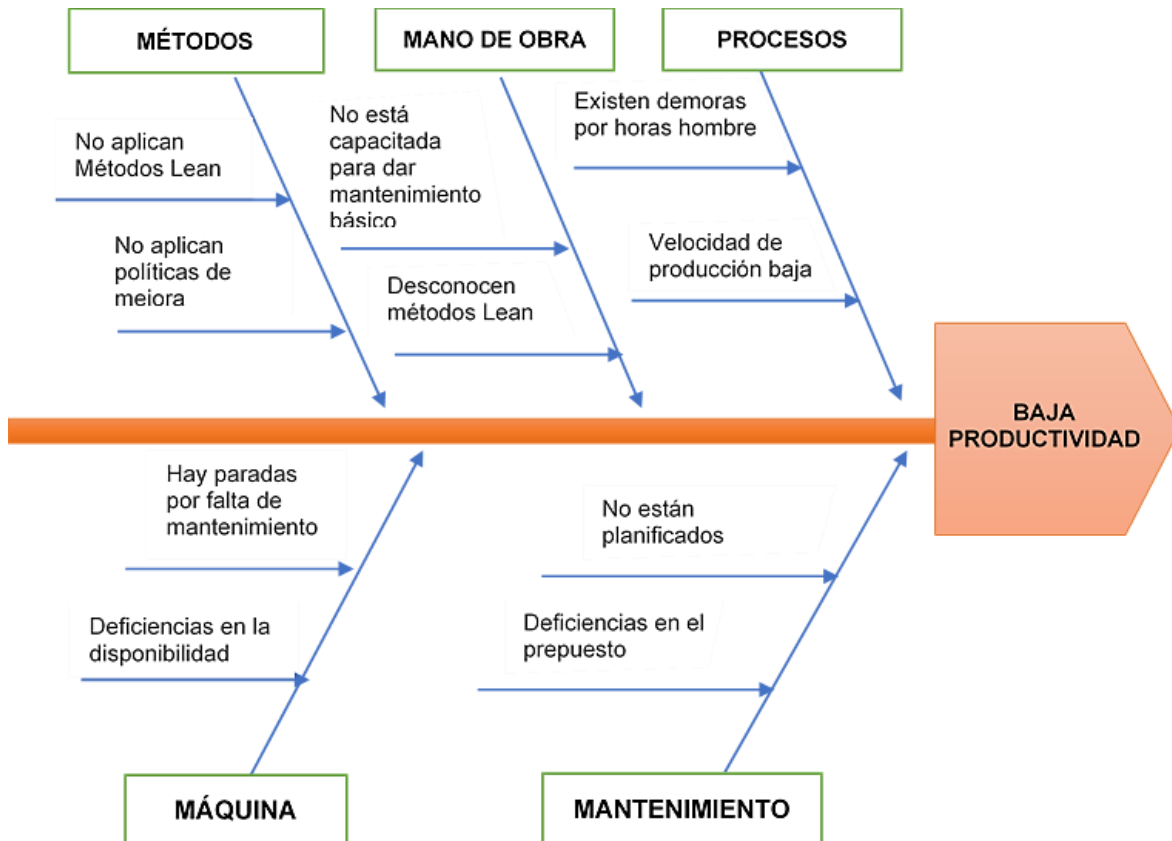 MÉTODOS
MANO DE OBRA
PROCESOS
No aplican
Métodos Lean
No aplican
políticas de
meiora
No está
capacitada
para dar
mantenimiento
básico
Desconocen
métodos Lean
Existen demoras
por horas hombre
Velocidad de
producción baja
BAJA
PRODUCTIVIDAD
Hay paradas
por falta de
mantenimiento
Deficiencias en la
disponibilidad
No están
planificados
Deficiencias en el
prepuesto
MÁQUINA
MANTENIMIENTO